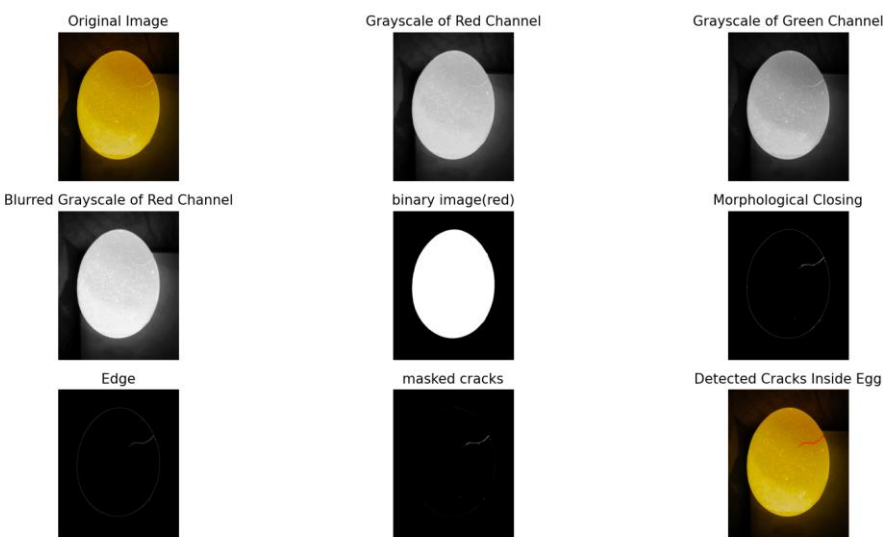 Original Image
Grayscale of Red Channel
Grayscale of Green Channel
Blurred Grayscale of Red Channel
binary image(red)
Morphological Closing
Edge
masked cracks
Detected Cracks Inside Egg